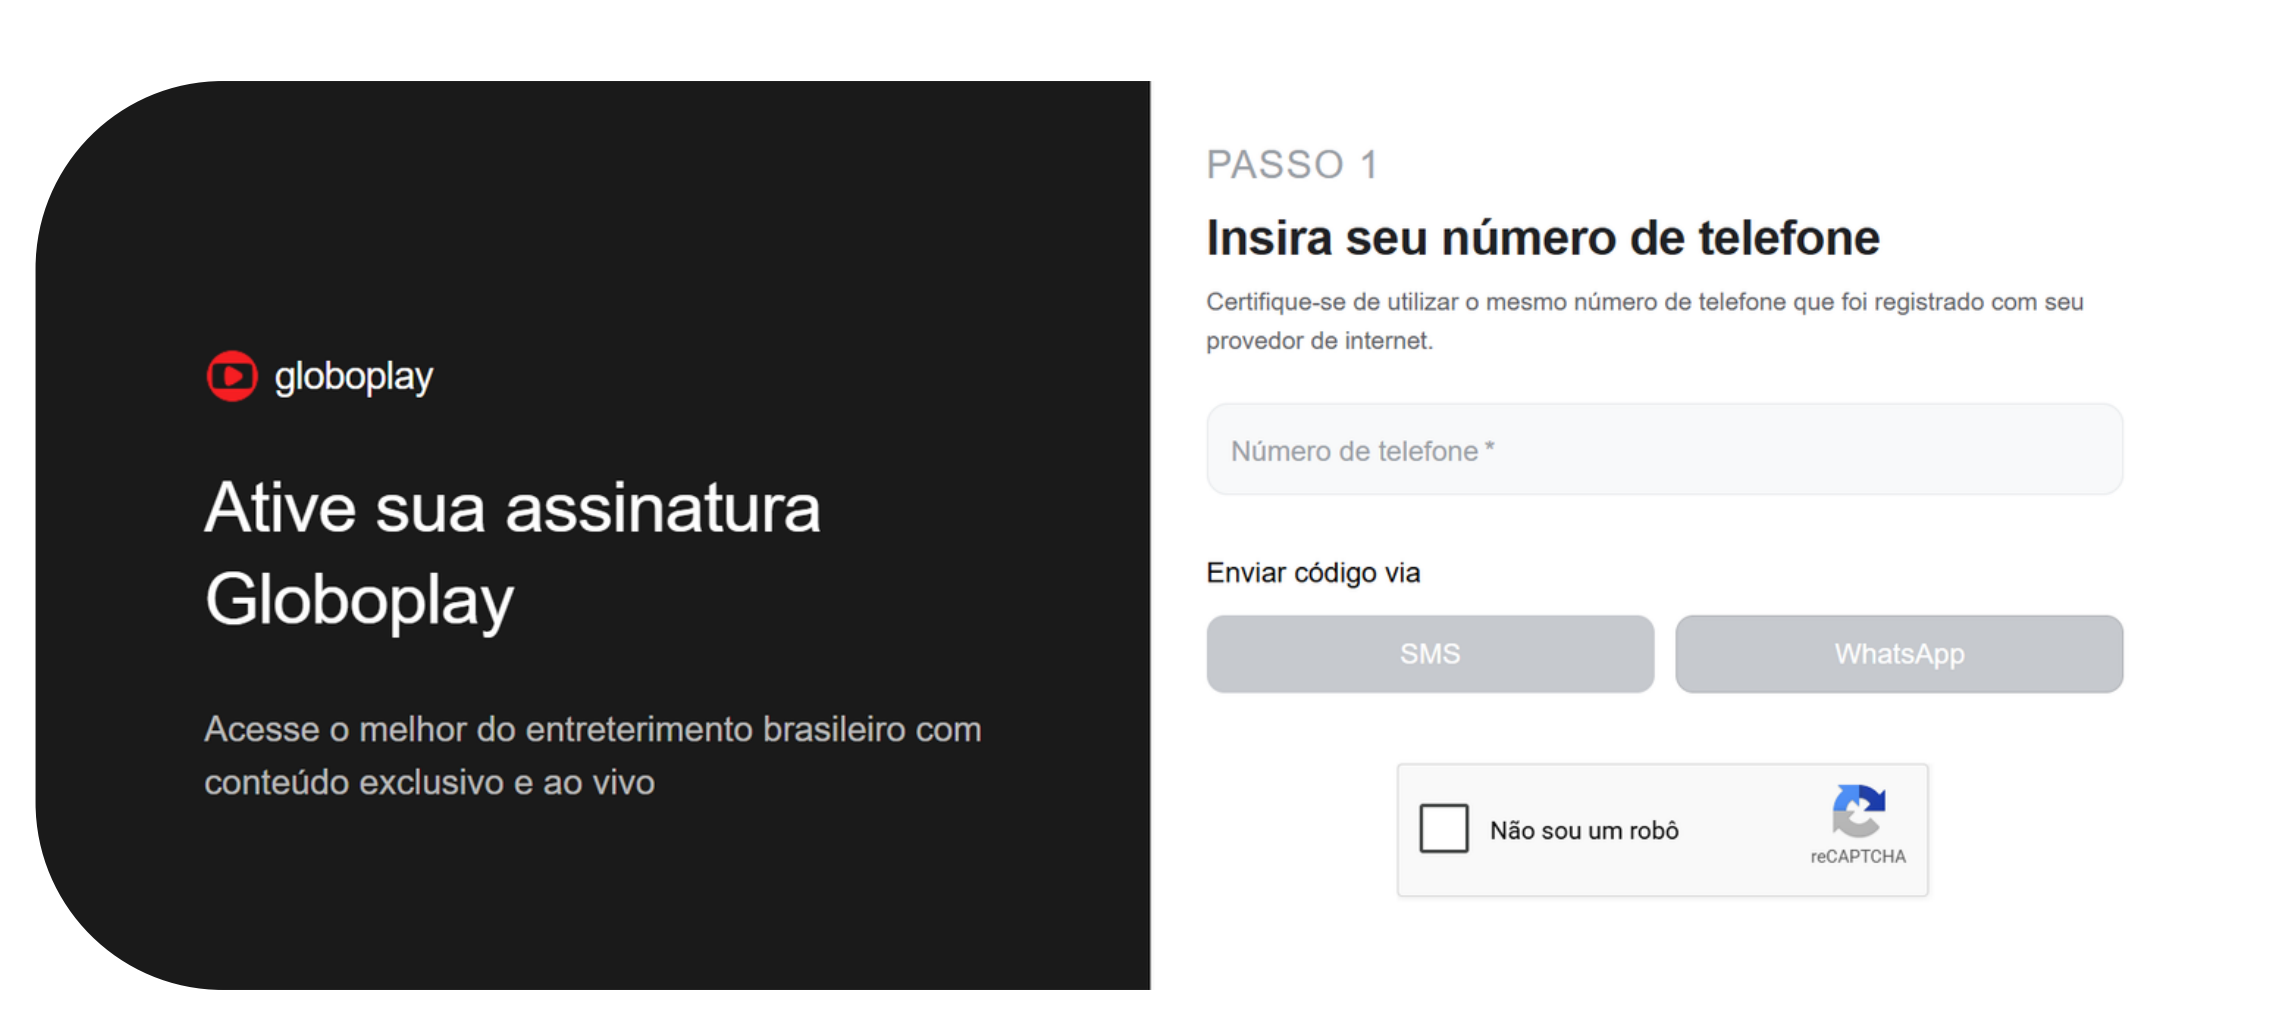 globoplay
Ative sua assinatura
Globoplay
Acesse o melhor do entreterimento brasileiro com
conteúdo exclusivo e ao vivo
PASSO 1
Insira seu número de telefone
Certifique-se de utilizar o mesmo número de telefone que foi registrado com seu
provedor de internet.
Número de telefone *
Enviar código via
SMS
WhatsApp
Não sou um robô
reCAPTCHA